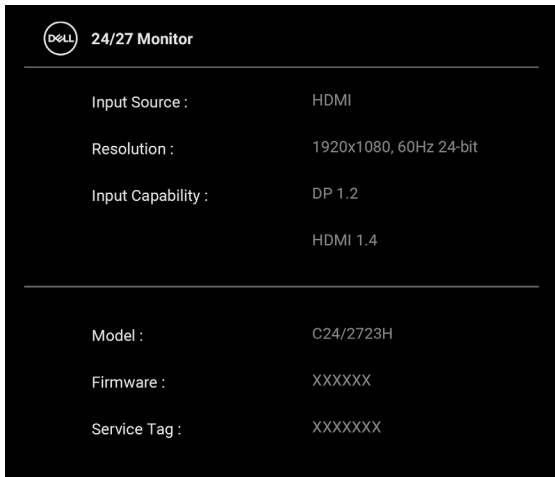 DELL 24/27 Monitor
Input Source : HDMI
Resolution : 1920x1080, 60Hz 24-bit
Input Capability : DP 1.2
HDMI 1.4
Model : C24/2723H
Firmware : XXXXXX
Service Tag : XXXXXXX